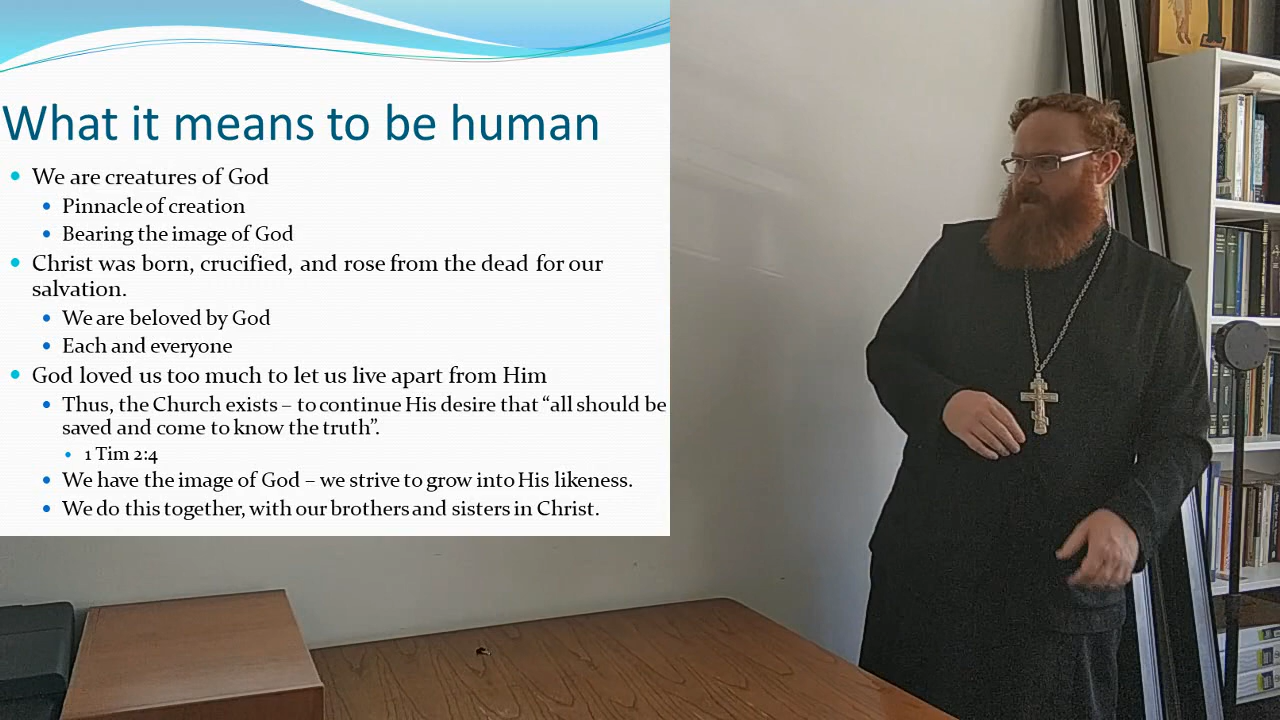 What it means to be human
We are creatures of God
Pinnacle of creation
Bearing the image of God
Christ was born, crucified, and rose from the dead for our
salvation.
We are beloved by God
Each and everyone
God loved us too much to let us live apart from Him
Thus, the Church exists – to continue His desire that “all should be
saved and come to know the truth”.
1 Tim 2:4
We have the image of God – we strive to grow into His likeness.
We do this together, with our brothers and sisters in Christ.